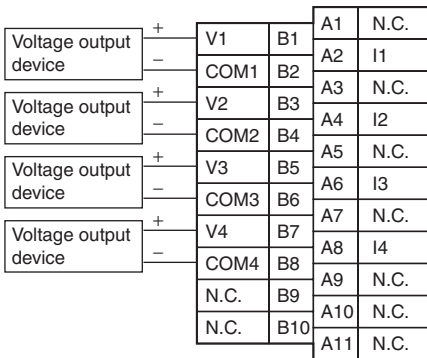 Voltage output
device
+
−
Voltage output
device
+
−
Voltage output
device
+
−
Voltage output
device
+
−
V1 B1
COM1 B2
V2 B3
COM2 B4
V3 B5
COM3 B6
V4 B7
COM4 B8
N.C. B9
N.C. B10
A1 N.C.
A2 I1
A3 N.C.
A4 I2
A5 N.C.
A6 I3
A7 N.C.
A8 I4
A9 N.C.
A10 N.C.
A11 N.C.